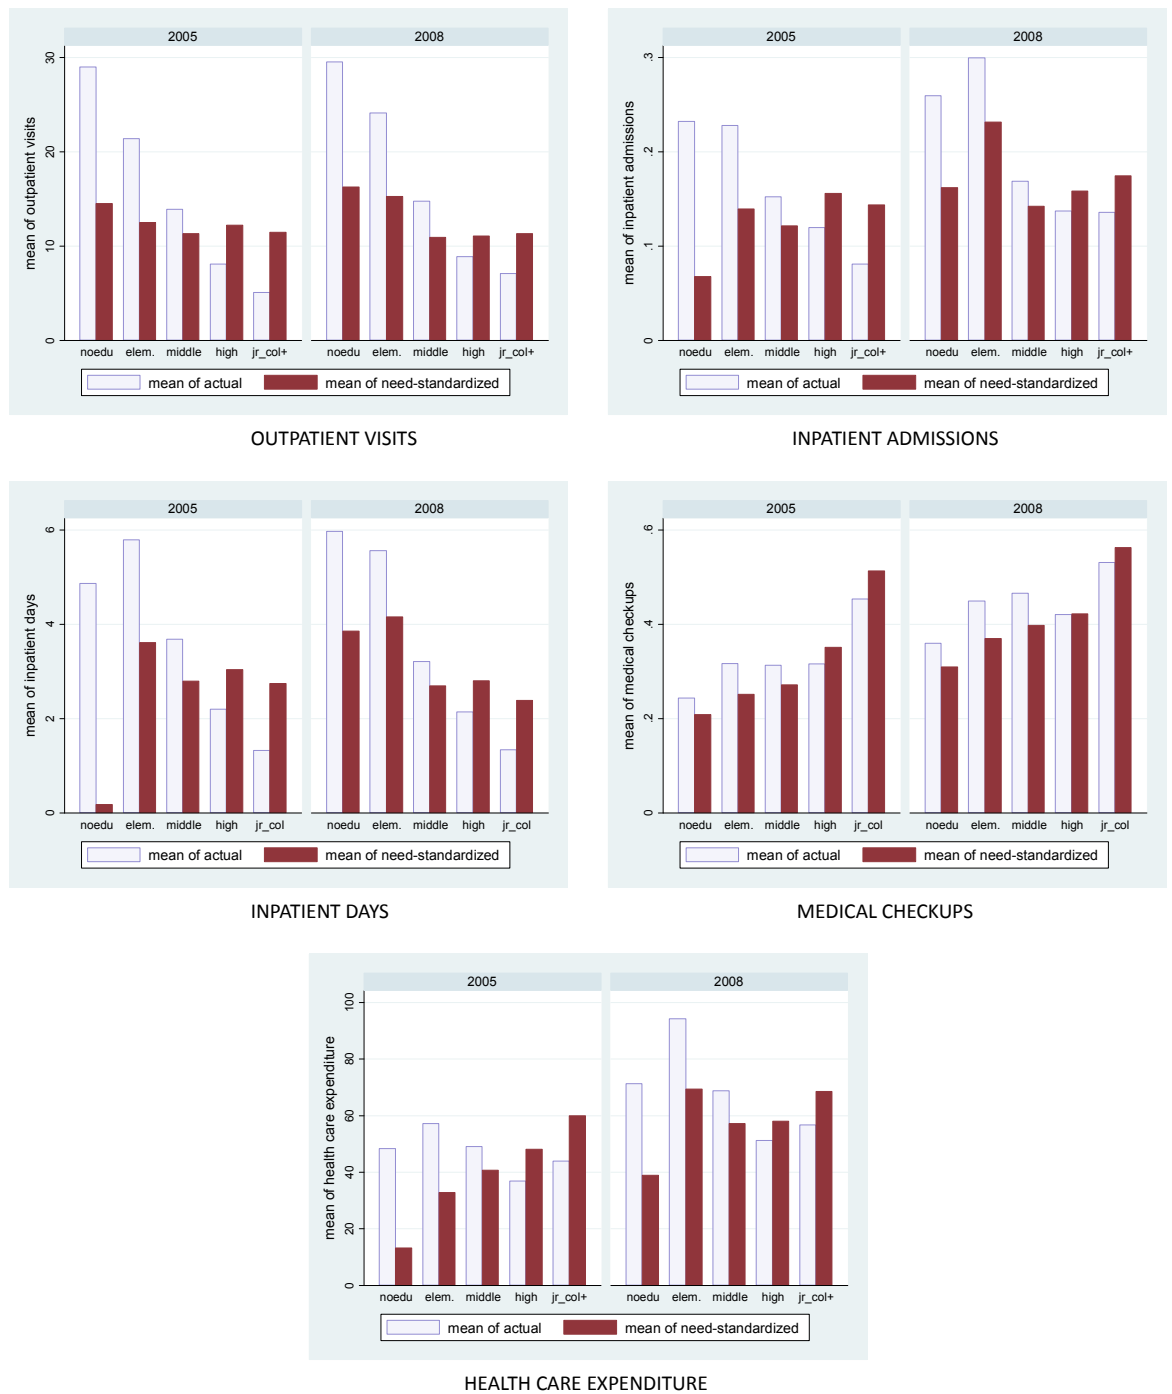 2005 2008
mean of outpatient visits
0 10 20 30
noedu elem. middle high jr_col+ noedu elem. middle high jr_col+
mean of actual mean of need-standardized
OUTPATIENT VISITS
2005 2008
mean of inpatient admissions
0 .1 .2 .3
noedu elem. middle high jr_col+ noedu elem. middle high jr_col+
mean of actual mean of need-standardized
INPATIENT ADMISSIONS
2005 2008
mean of inpatient days
0 2 4 6
noedu elem. middle high jr_col noedu elem. middle high jr_col
mean of actual mean of need-standardized
INPATIENT DAYS
2005 2008
mean of medical checkups
0 .2 .4 .6
noedu elem. middle high jr_col noedu elem. middle high jr_col
mean of actual mean of need-standardized
MEDICAL CHECKUPS
2005 2008
mean of health care expenditure
0 20 40 60 80 100
noedu elem. middle high jr_col+ noedu elem. middle high jr_col+
mean of actual mean of need-standardized
HEALTH CARE EXPENDITURE